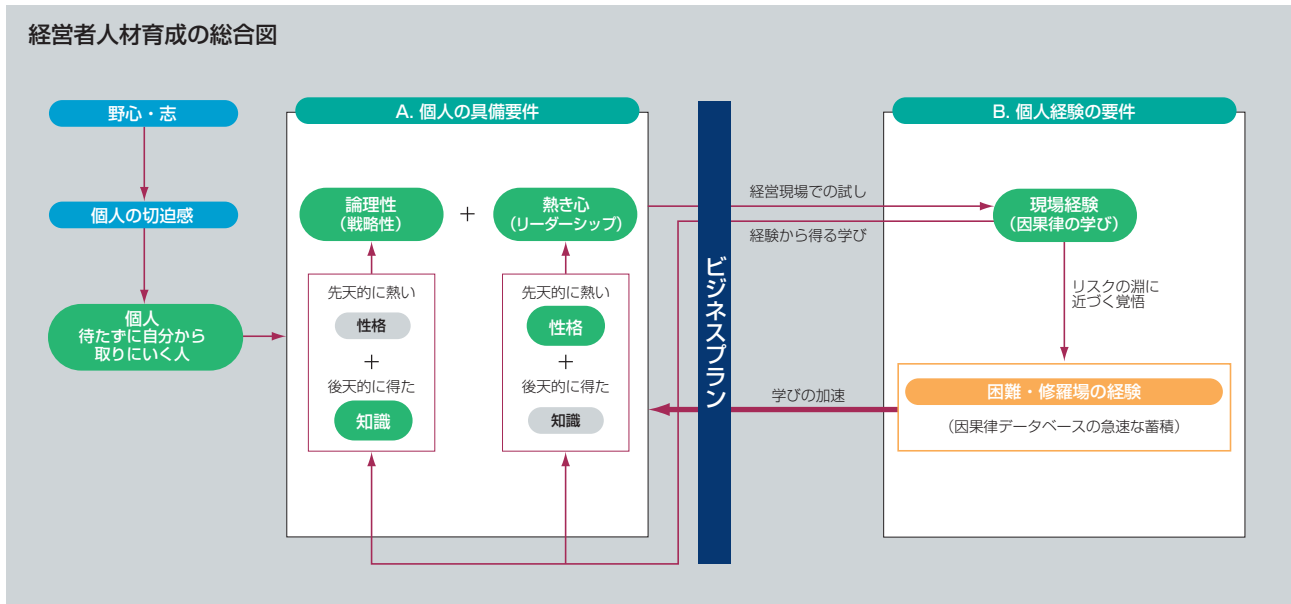 経営者人材育成の総合図
野心・志
個人の切迫感
個人
待たずに自分から
取りにいく人
A. 個人の具備要件
論理性
（戦略性）
+
熱き心
（リーダーシップ）
先天的に熱い
性格
+
後天的に得た
知識
先天的に熱い
性格
+
後天的に得た
知識
ビジネスプラン
経営現場での試し
経験から得る学び
学びの加速
B. 個人経験の要件
現場経験
（因果律の学び）
リスクの淵に
近づく覚悟
困難・修羅場の経験
（因果律データベースの急速な蓄積）